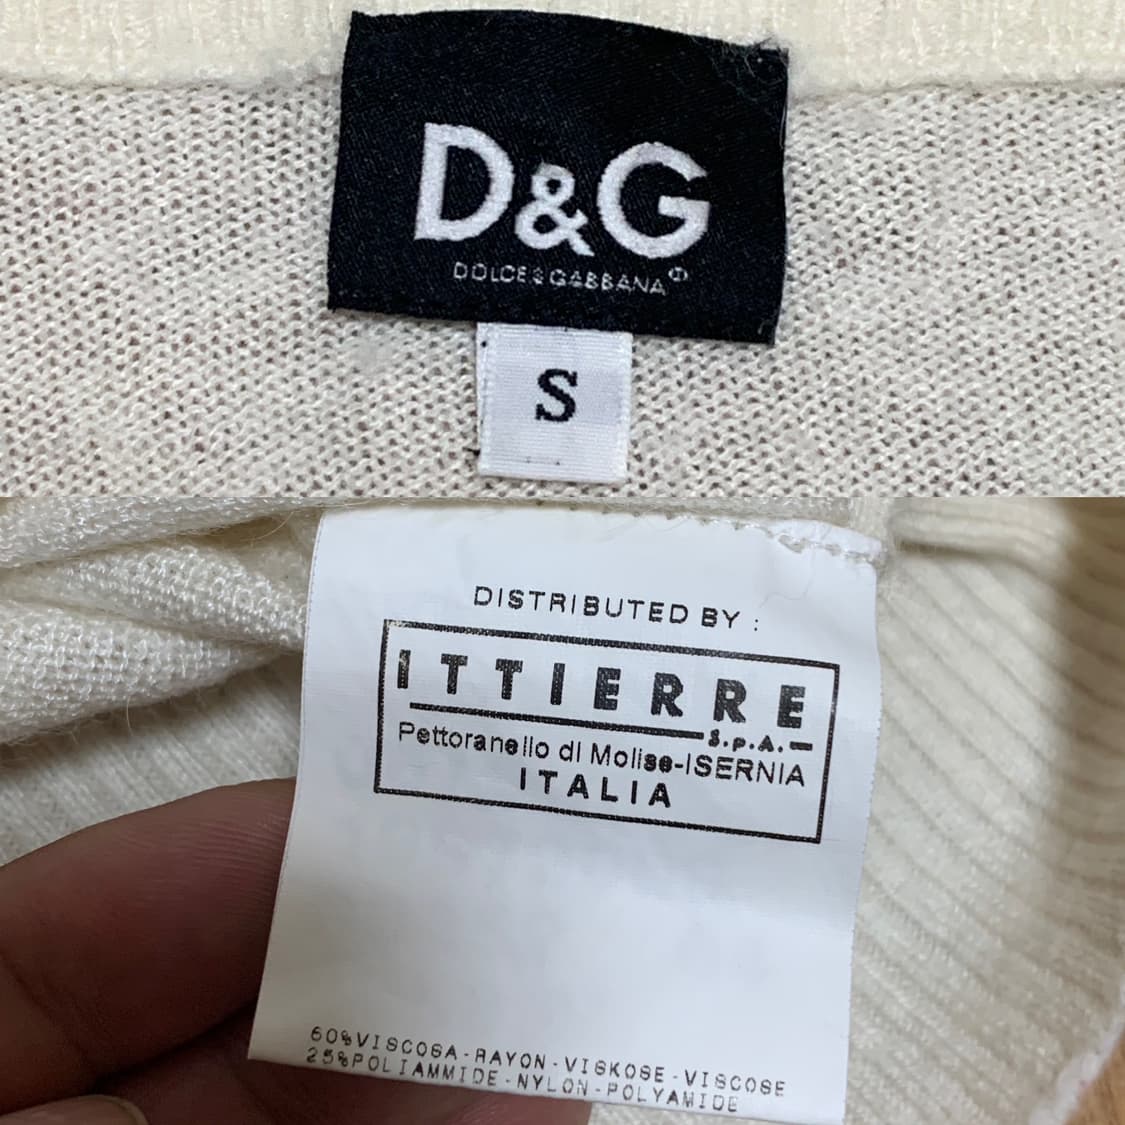 D&G
DOLCE&GABBANA®
S
DISTRIBUTED BY :
ITTIERRE
S.p.A.
Pettoranello di Molise-ISERNIA
ITALIA
60%VISCOSA-RAYON-VISKOSE-VISCOSE
25%POLIAMMIDE-NYLON-POLYAMIDE